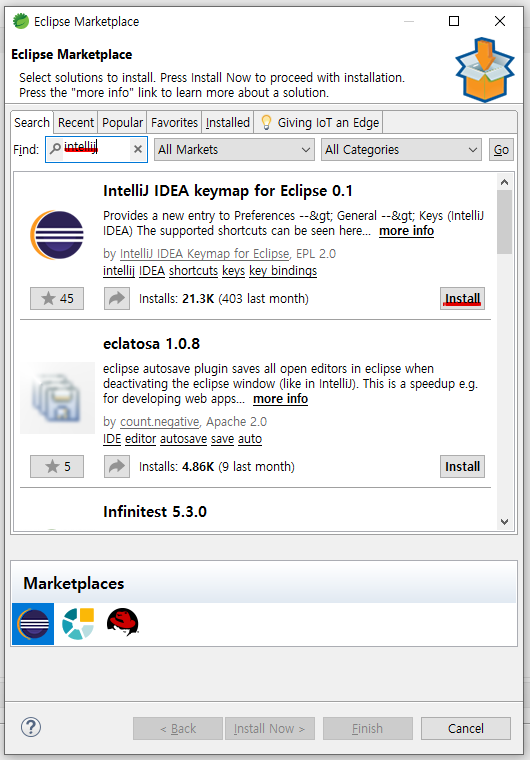 Eclipse Marketplace
Eclipse Marketplace
Select solutions to install. Press Install Now to proceed with installation.
Press the "more info" link to learn more about a solution.
Search Recent Popular Favorites Installed Giving IoT an Edge
Find: intellij All Markets All Categories Go
IntelliJ IDEA keymap for Eclipse 0.1
Provides a new entry to Preferences --&gt; General --&gt; Keys (IntelliJ
IDEA) The supported shortcuts can be seen here... more info
by IntelliJ IDEA Keymap for Eclipse, EPL 2.0
intellij IDEA shortcuts keys key bindings
45 Installs: 21.3K (403 last month) Install
eclatosa 1.0.8
eclipse autosave plugin saves all open editors in eclipse when
deactivating the eclipse window (like in IntelliJ). This is a speedup e.g.
for developing web apps... more info
by count.negative, Apache 2.0
IDE editor autosave save auto
5 Installs: 4.86K (9 last month) Install
Infinitest 5.3.0
Marketplaces
? < Back Install Now > Finish Cancel